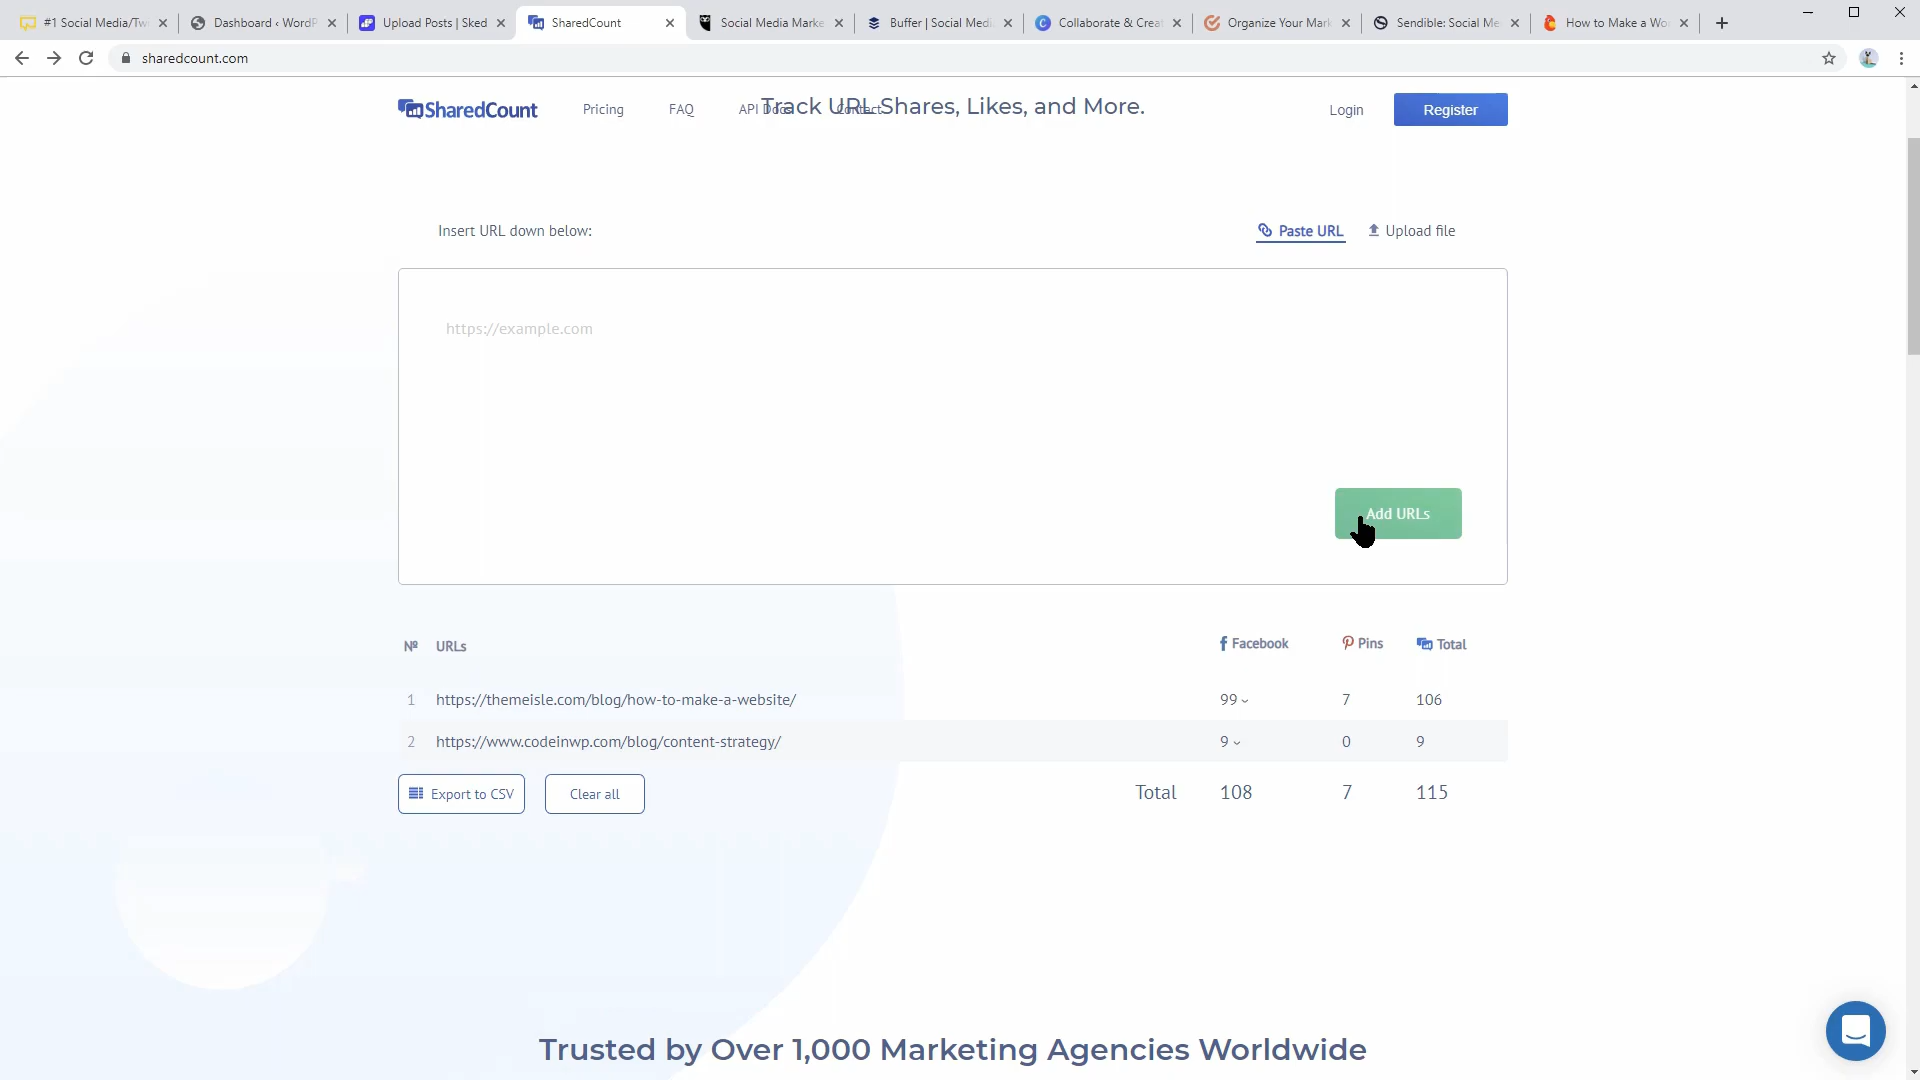 #1 Social Media/Tw
Dashboard ‹ WordP
Upload Posts | Sked
SharedCount
Social Media Marke
Buffer | Social Medi
Collaborate & Creat
Organize Your Mark
Sendible: Social Me
How to Make a Wo
sharedcount.com
SharedCount
Pricing
FAQ
API Docs
Contact
Track URL Shares, Likes, and More.
Login
Register
Insert URL down below:
Paste URL
Upload file
https://example.com
Add URLs
Nº URLs Facebook Pins Total
1 https://themeisle.com/blog/how-to-make-a-website/ 99 7 106
2 https://www.codeinwp.com/blog/content-strategy/ 9 0 9
Export to CSV
Clear all
Total 108 7 115
Trusted by Over 1,000 Marketing Agencies Worldwide